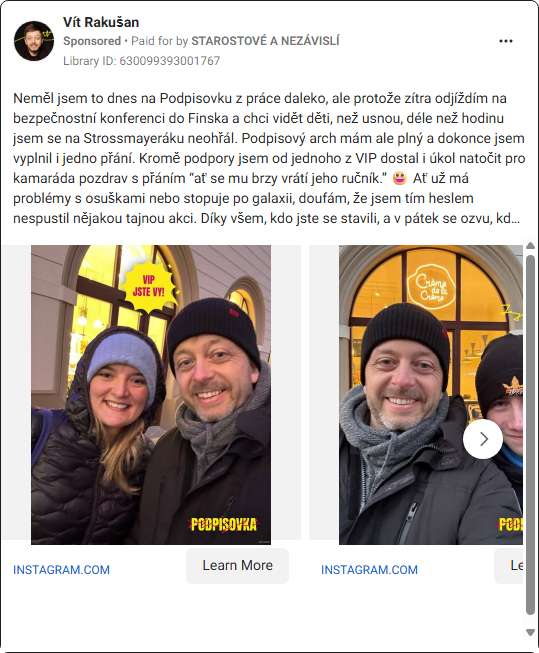 Vít Rakušan
Sponsored • Paid for by STAROSTOVÉ A NEZÁVISLÍ
Library ID: 630099393001767
Neměl jsem to dnes na Podpisovku z práce daleko, ale protože zítra odjíždím na
bezpečnostní konferenci do Finska a chci vidět děti, než usnou, déle než hodinu
jsem se na Strossmayeráku neohřál. Podpisový arch mám ale plný a dokonce jsem
vyplnil i jedno přání. Kromě podpory jsem od jednoho z VIP dostal i úkol natočit pro
kamaráda pozdrav s přáním “ať se mu brzy vrátí jeho ručník.” 😃 Ať už má
problémy s osuškami nebo stopuje po galaxii, doufám, že jsem tím heslem
nespustil nějakou tajnou akci. Díky všem, kdo jste se stavili, a v pátek se ozvu, kd…
VIP
JSTE VY!
PODPISOVKA
Crème
de la
Crème
POD
INSTAGRAM.COM
Learn More
INSTAGRAM.COM
Le